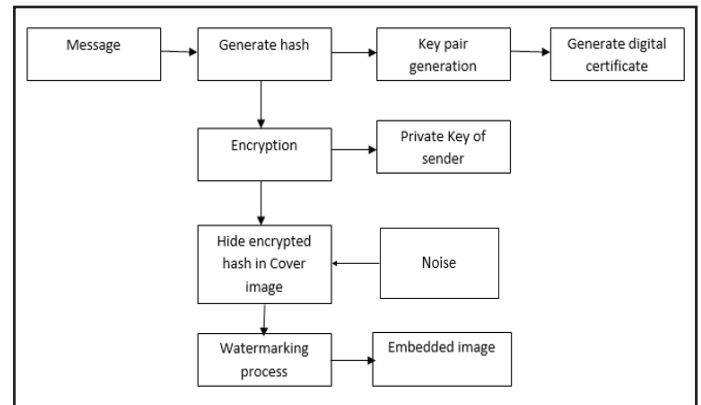 Message
Generate hash
Key pair
generation
Generate digital
certificate
Encryption
Private Key of
sender
Hide encrypted
hash in Cover
image
Noise
Watermarking
process
Embedded image